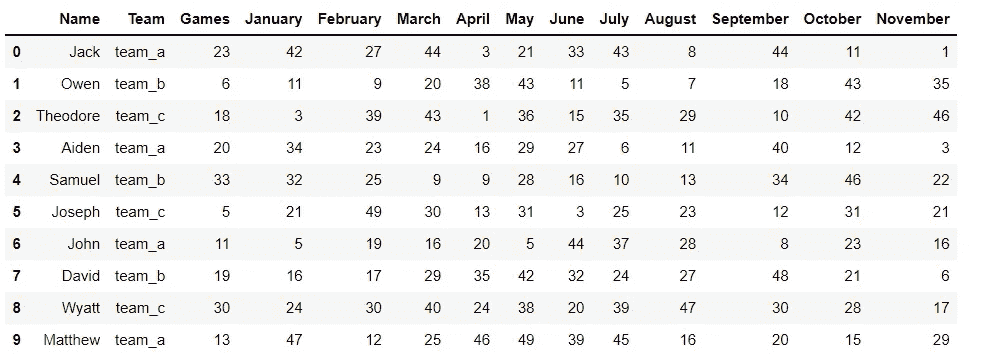 Name Team Games January February March April May June July August September October November
0 Jack team_a 23 42 27 44 3 21 33 43 8 44 11 1
1 Owen team_b 6 11 9 20 38 43 11 5 7 18 43 35
2 Theodore team_c 18 3 39 43 1 36 15 35 29 10 42 46
3 Aiden team_a 20 34 23 24 16 29 27 6 11 40 12 3
4 Samuel team_b 33 32 25 9 9 28 16 10 13 34 46 22
5 Joseph team_c 5 21 49 30 13 31 3 25 23 12 31 21
6 John team_a 11 5 19 16 20 5 44 37 28 8 23 16
7 David team_b 19 16 17 29 35 42 32 24 27 48 21 6
8 Wyatt team_c 30 24 30 40 24 38 20 39 47 30 28 17
9 Matthew team_a 13 47 12 25 46 49 39 45 16 20 15 29